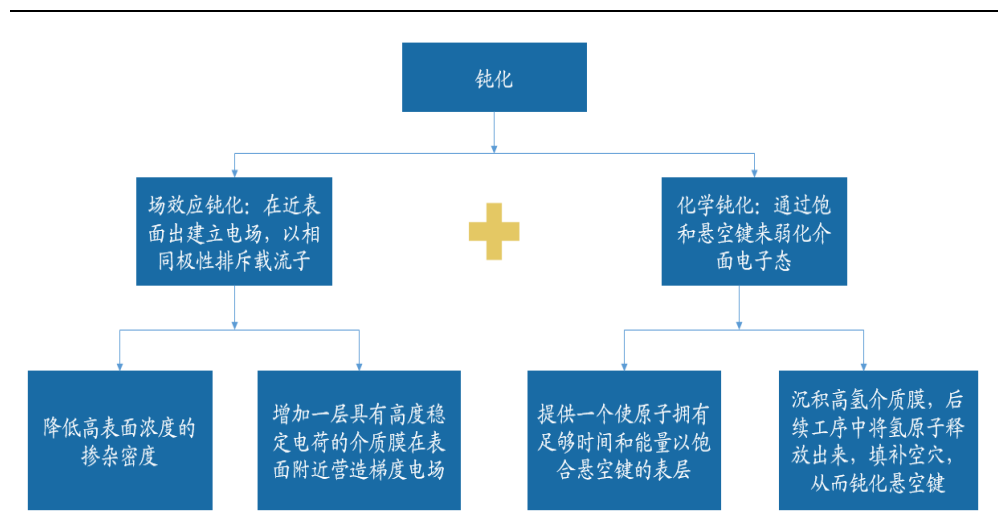 钝化
场效应钝化：在近表
面出建立电场，以相
同极性排斥载流子
化学钝化：通过饱
和悬空键来弱化介
面电子态
降低高表面浓度的
掺杂密度
增加一层具有高度稳
定电荷的介质膜在表
面附近营造梯度电场
提供一个使原子拥有
足够时间和能量以饱
合悬空键的表层
沉积高氢介质膜，后
续工序中将氢原子释
放出来，填补空穴，
从而钝化悬空键